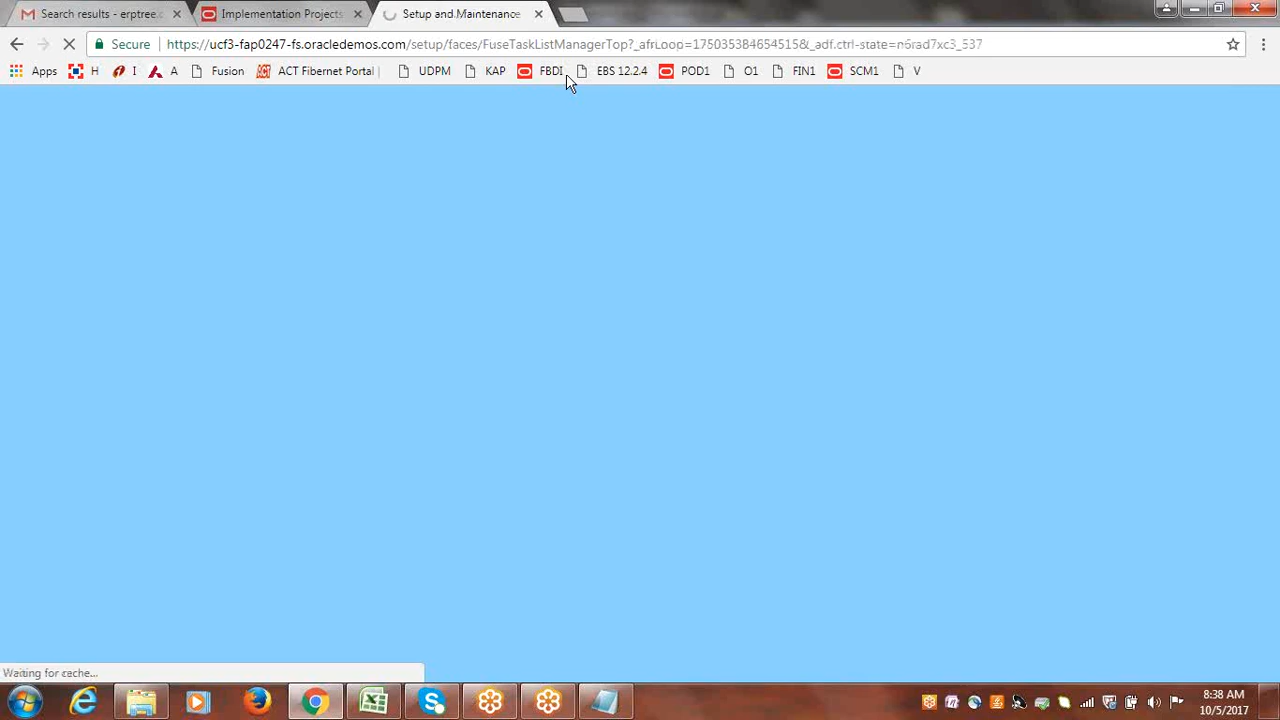 Search results - erptree.c
Implementation Projects
Setup and Maintenance
Secure
https://ucf3-fap0247-fs.oracledemos.com/setup/faces/FuseTaskListManagerTop?_afrLoop=1750353846545158&_adf.ctrl-state=n6rad7xc3_537
Apps
H
I
A
Fusion
ACT Fibernet Portal |
UDPM
KAP
FBDI
EBS 12.2.4
POD1
O1
FIN1
SCM1
V
Waiting for cache...
8:38 AM
10/5/2017